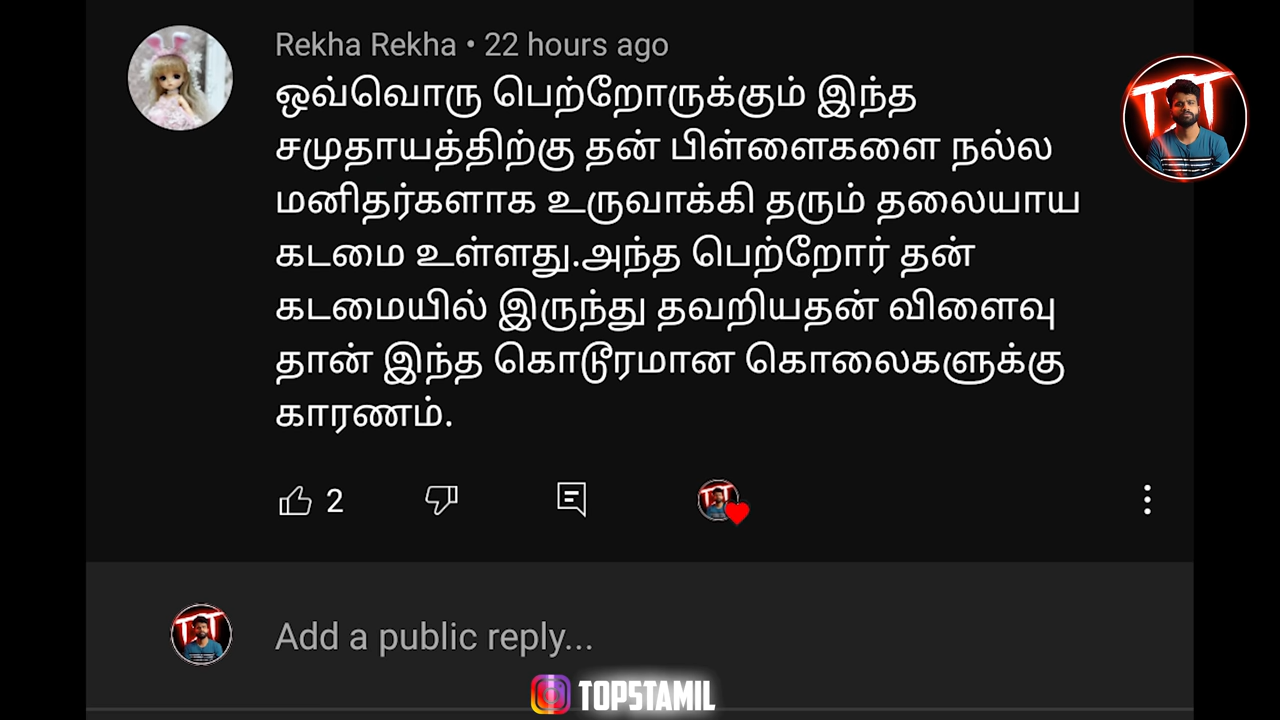 Rekha Rekha • 22 hours ago
ஒவ்வொரு பெற்றோருக்கும் இந்த
சமுதாயத்திற்கு தன் பிள்ளைகளை நல்ல
மனிதர்களாக உருவாக்கி தரும் தலையாய
கடமை உள்ளது.அந்த பெற்றோர் தன்
கடமையில் இருந்து தவறியதன் விளைவு
தான் இந்த கொடூரமான கொலைகளுக்கு
காரணம்.
2
Add a public reply...
TOP5TAMIL